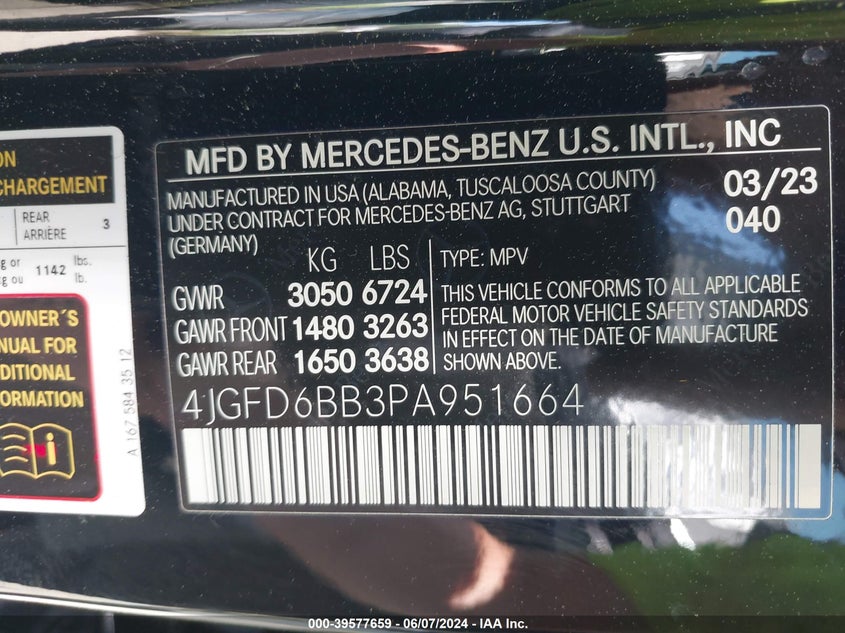 MFD BY MERCEDES-BENZ U.S. INTL., INC
MANUFACTURED IN USA (ALABAMA, TUSCALOOSA COUNTY)
UNDER CONTRACT FOR MERCEDES-BENZ AG, STUTTGART
(GERMANY)
03/23
040
KG LBS
GVWR 3050 6724
GAWR FRONT 1480 3263
GAWR REAR 1650 3638
TYPE: MPV
THIS VEHICLE CONFORMS TO ALL APPLICABLE
FEDERAL MOTOR VEHICLE SAFETY STANDARDS
IN EFFECT ON THE DATE OF MANUFACTURE
SHOWN ABOVE.
4JGFD6BB3PA951664
ON
CHARGEMENT
REAR
ARRIÈRE 3
g or
g ou 1142 lbs.
lb.
OWNER´S
NUAL FOR
DITIONAL
FORMATION
A 167 584 35 12
000-39577659 | 06/07/2024 - IAA Inc.